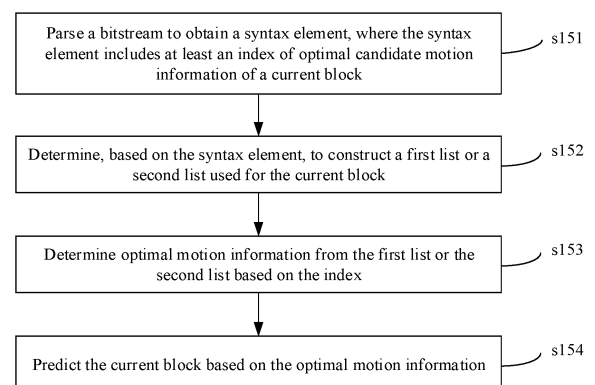 Parse a bitstream to obtain a syntax element, where the syntax
element includes at least an index of optimal candidate motion
information of a current block
s151
Determine, based on the syntax element, to construct a first list or a
second list used for the current block
s152
Determine optimal motion information from the first list or the
second list based on the index
s153
Predict the current block based on the optimal motion information
s154